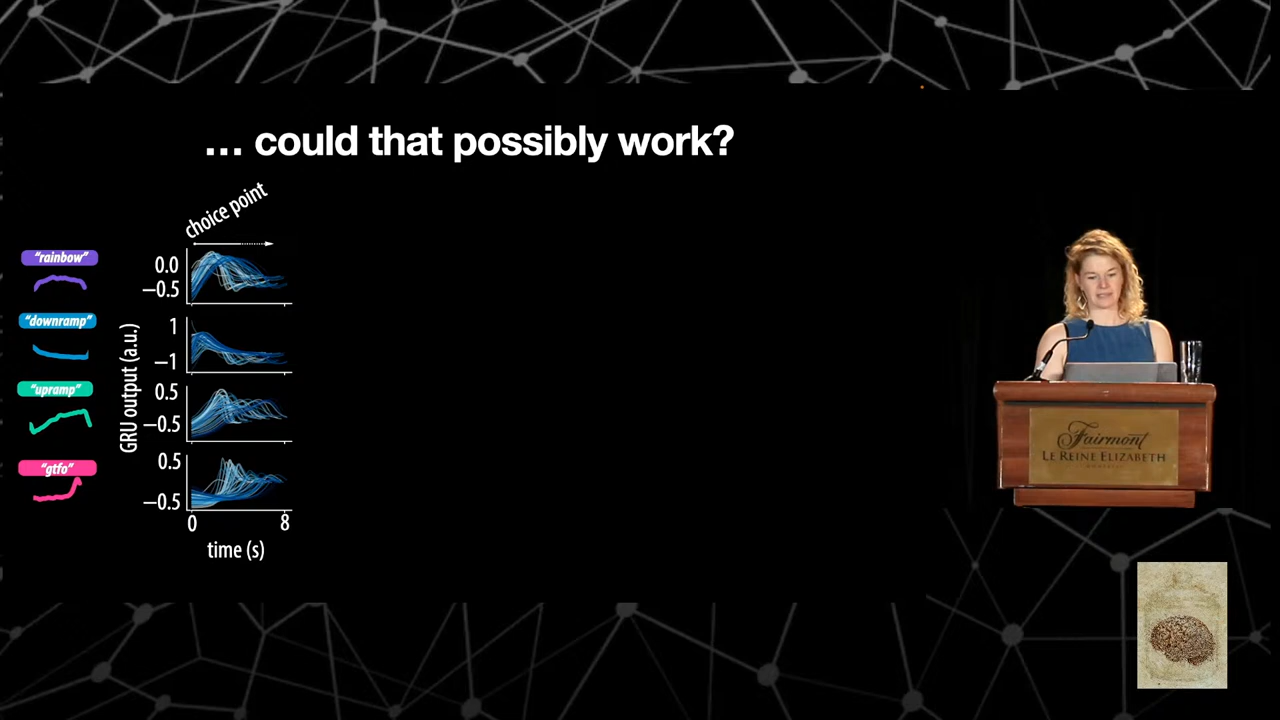 … could that possibly work?
choice point
"rainbow"
0.0
−0.5
"downramp"
1
−1
"upramp"
0.5
−0.5
"gtfo"
0.5
−0.5
GRU output (a.u.)
0
8
time (s)
Fairmont
LE REINE ELIZABETH